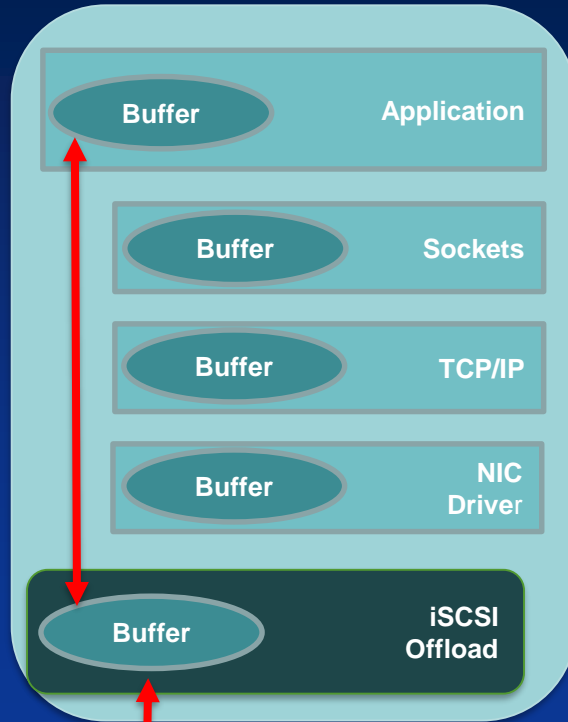 Buffer Application
Buffer Sockets
Buffer TCP/IP
Buffer NIC
Driver
Buffer iSCSI
Offload